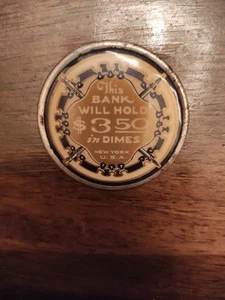 This
BANK
WILL HOLD
$3.50
in DIMES
NEW YORK
U.S.A.